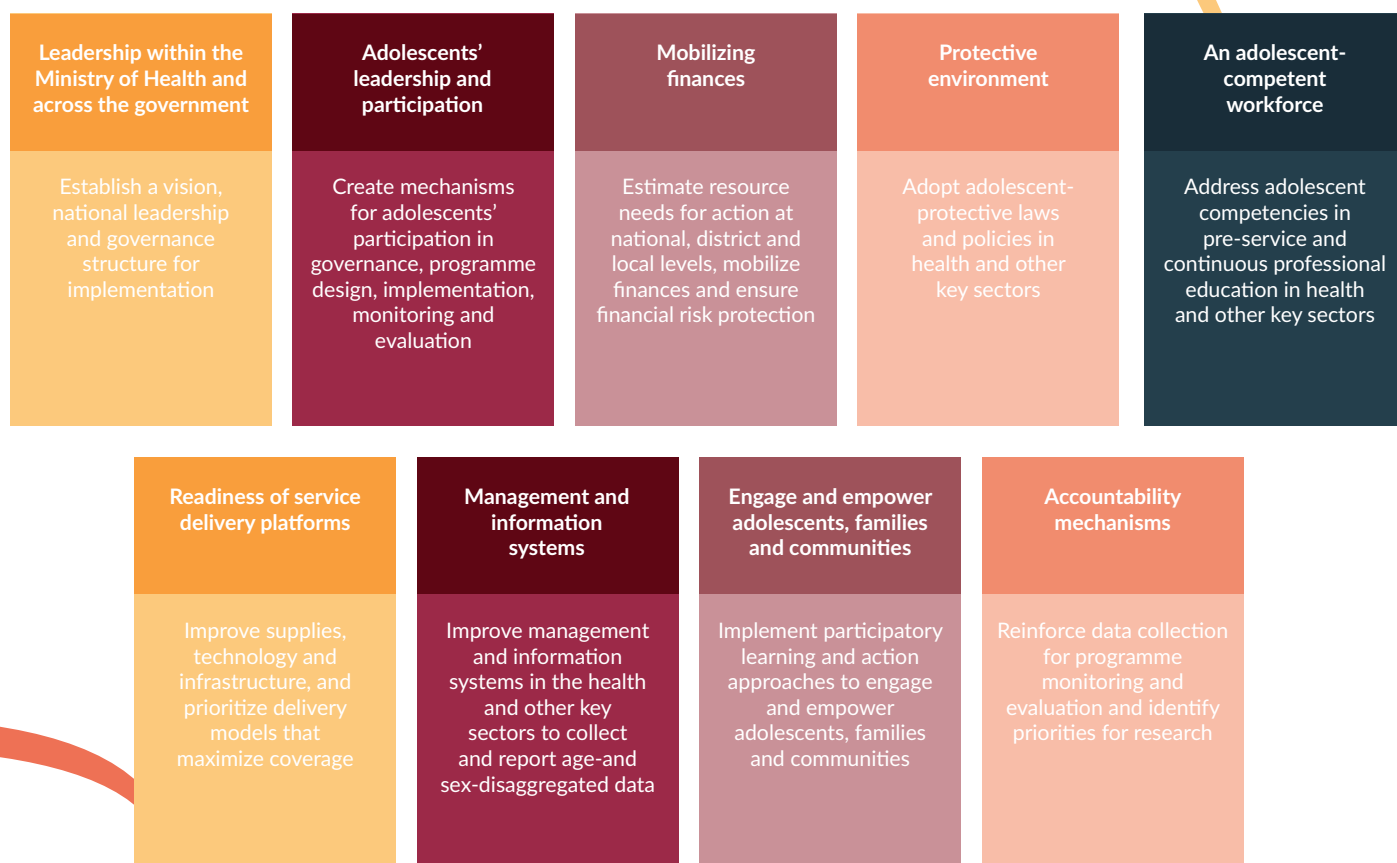 Leadership within the
Ministry of Health and
across the government
Establish a vision,
national leadership
and governance
structure for
implementation
Adolescents’
leadership and
participation
Create mechanisms
for adolescents’
participation in
governance, programme
design, implementation,
monitoring and
evaluation
Mobilizing
finances
Estimate resource
needs for action at
national, district and
local levels, mobilize
finances and ensure
financial risk protection
Protective
environment
Adopt adolescent-
protective laws
and policies in
health and other
key sectors
An adolescent-
competent
workforce
Address adolescent
competencies in
pre-service and
continuous professional
education in health
and other key sectors
Readiness of service
delivery platforms
Improve supplies,
technology and
infrastructure, and
prioritize delivery
models that
maximize coverage
Management and
information
systems
Improve management
and information
systems in the health
and other key
sectors to collect
and report age-and
sex-disaggregated data
Engage and empower
adolescents, families
and communities
Implement participatory
learning and action
approaches to engage
and empower
adolescents, families
and communities
Accountability
mechanisms
Reinforce data collection
for programme
monitoring and
evaluation and identify
priorities for research